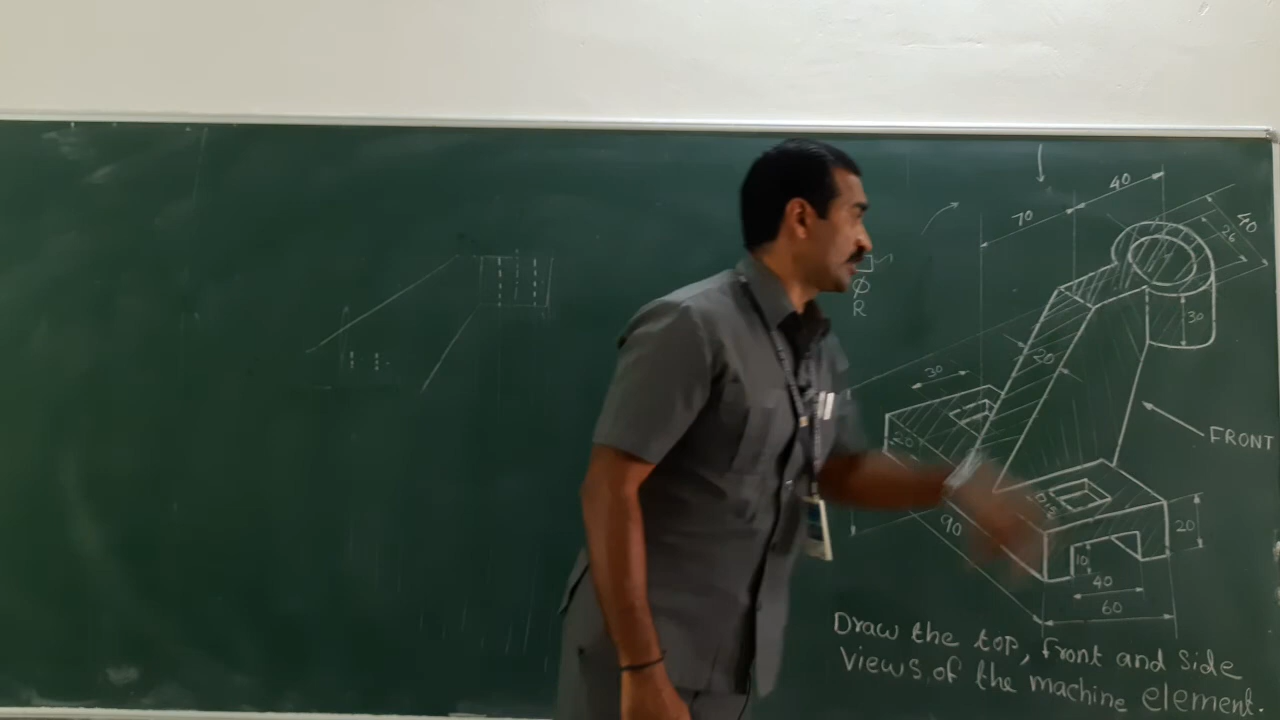 40
70
40
26
Φ
R
30
20
30
20
FRONT
□15
90
20
10
40
60
Draw the top, front and side
views, of the machine element.